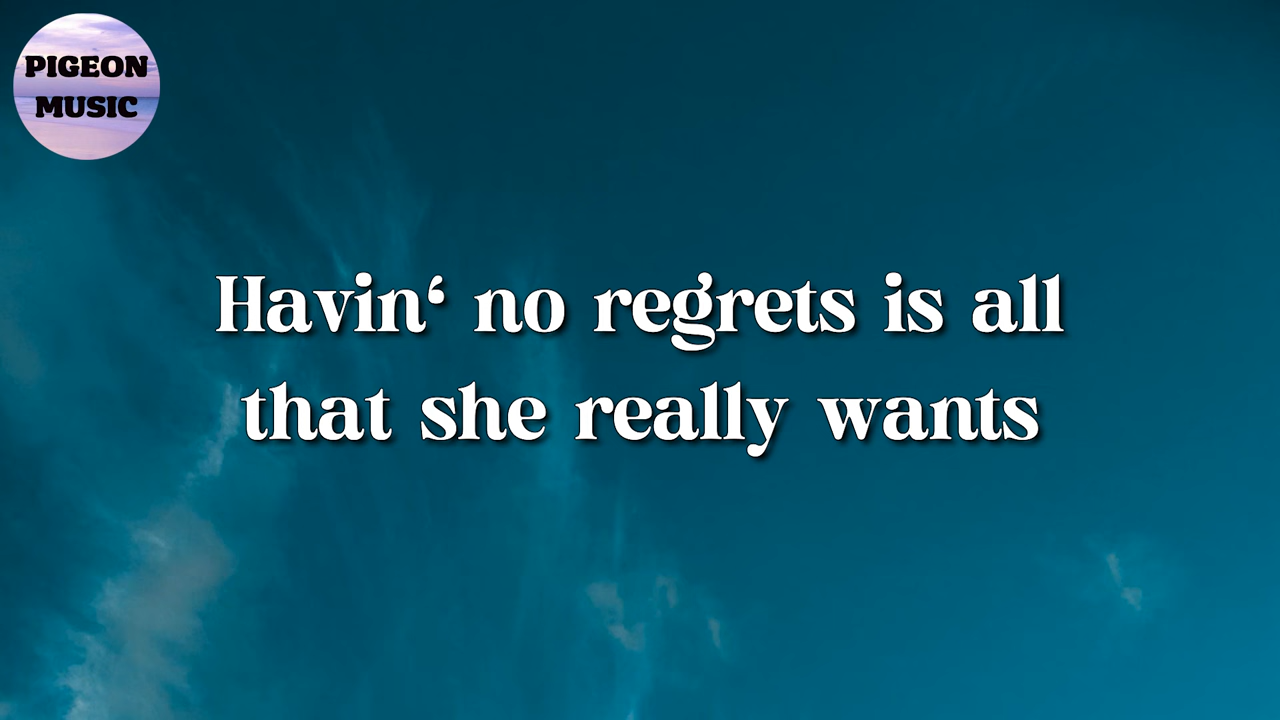 PIGEON
MUSIC
Havin‘ no regrets is all
that she really wants